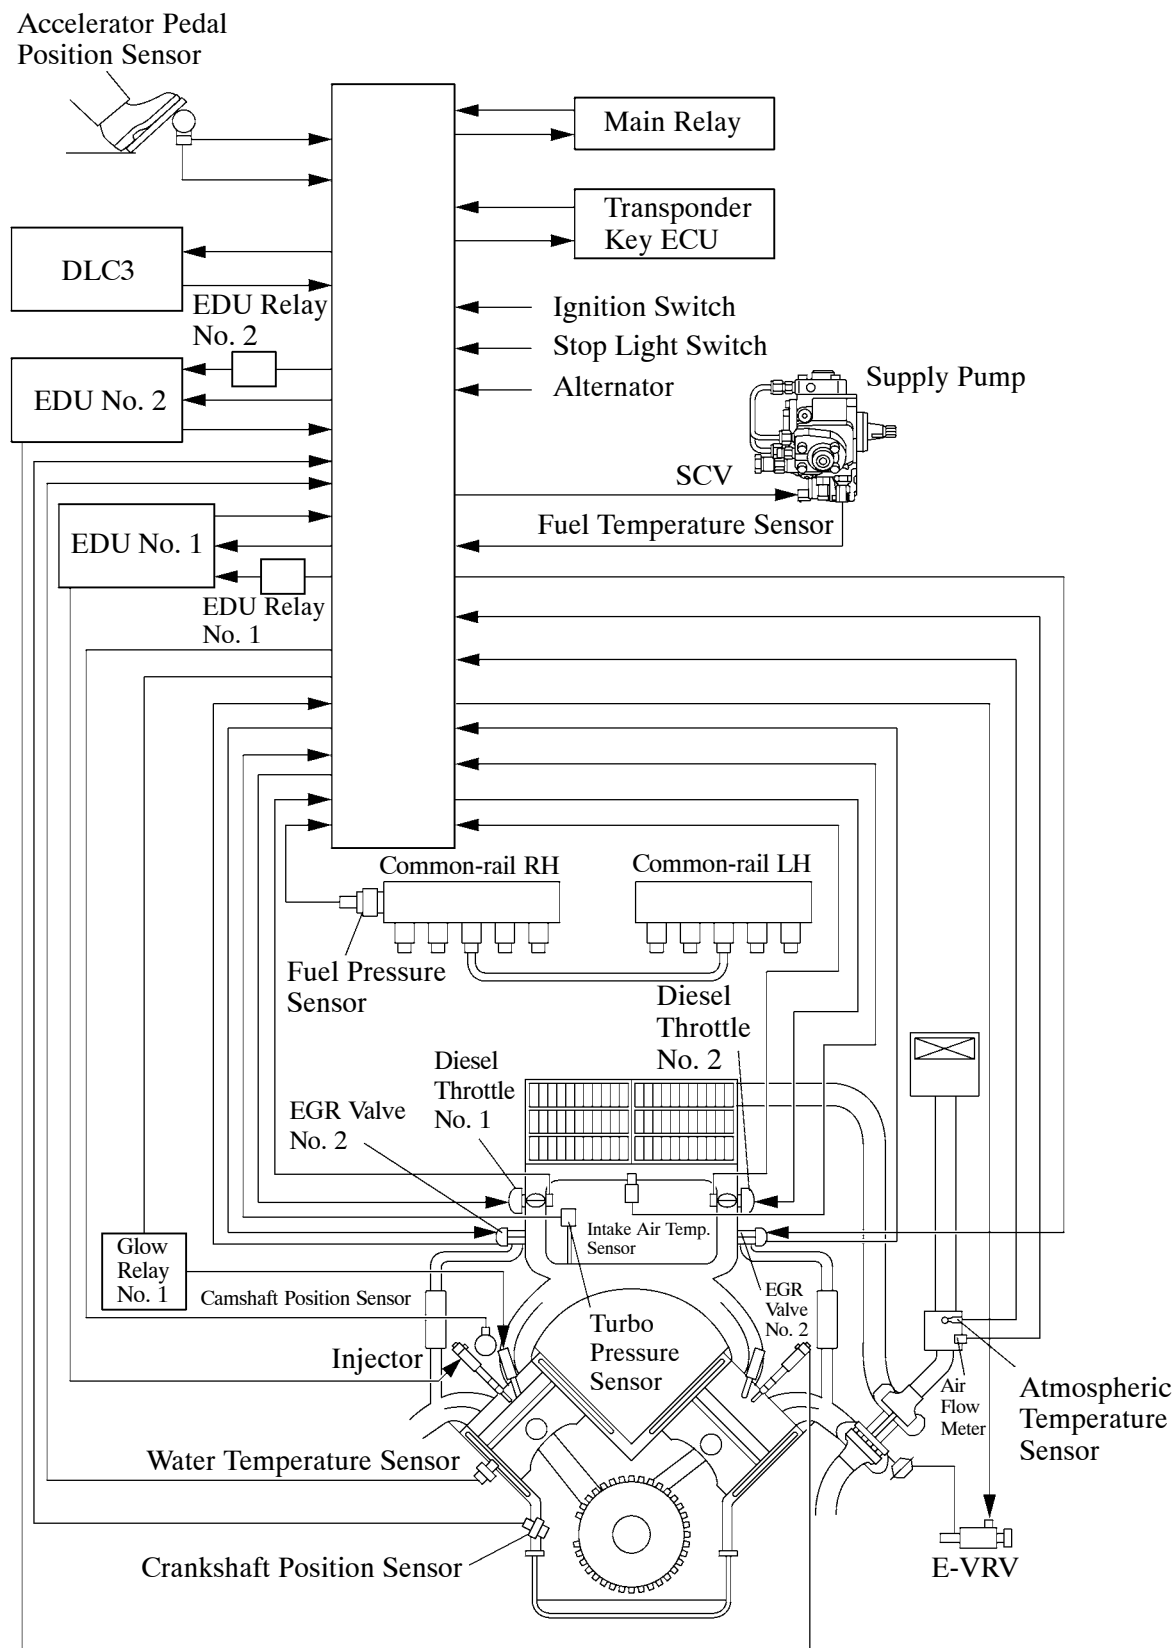 Accelerator Pedal
Position Sensor
Main Relay
Transponder
Key ECU
DLC3
EDU Relay
No. 2
Ignition Switch
Stop Light Switch
Alternator
Supply Pump
EDU No. 2
SCV
Fuel Temperature Sensor
EDU No. 1
EDU Relay
No. 1
Common-rail RH
Common-rail LH
Fuel Pressure
Sensor
Diesel
Throttle
No. 2
Diesel
Throttle
No. 1
EGR Valve
No. 2
Intake Air Temp.
Sensor
Glow
Relay
No. 1
Camshaft Position Sensor
EGR
Valve
No. 2
Turbo
Pressure
Sensor
Injector
Air
Flow
Meter
Atmospheric
Temperature
Sensor
Water Temperature Sensor
Crankshaft Position Sensor
E-VRV